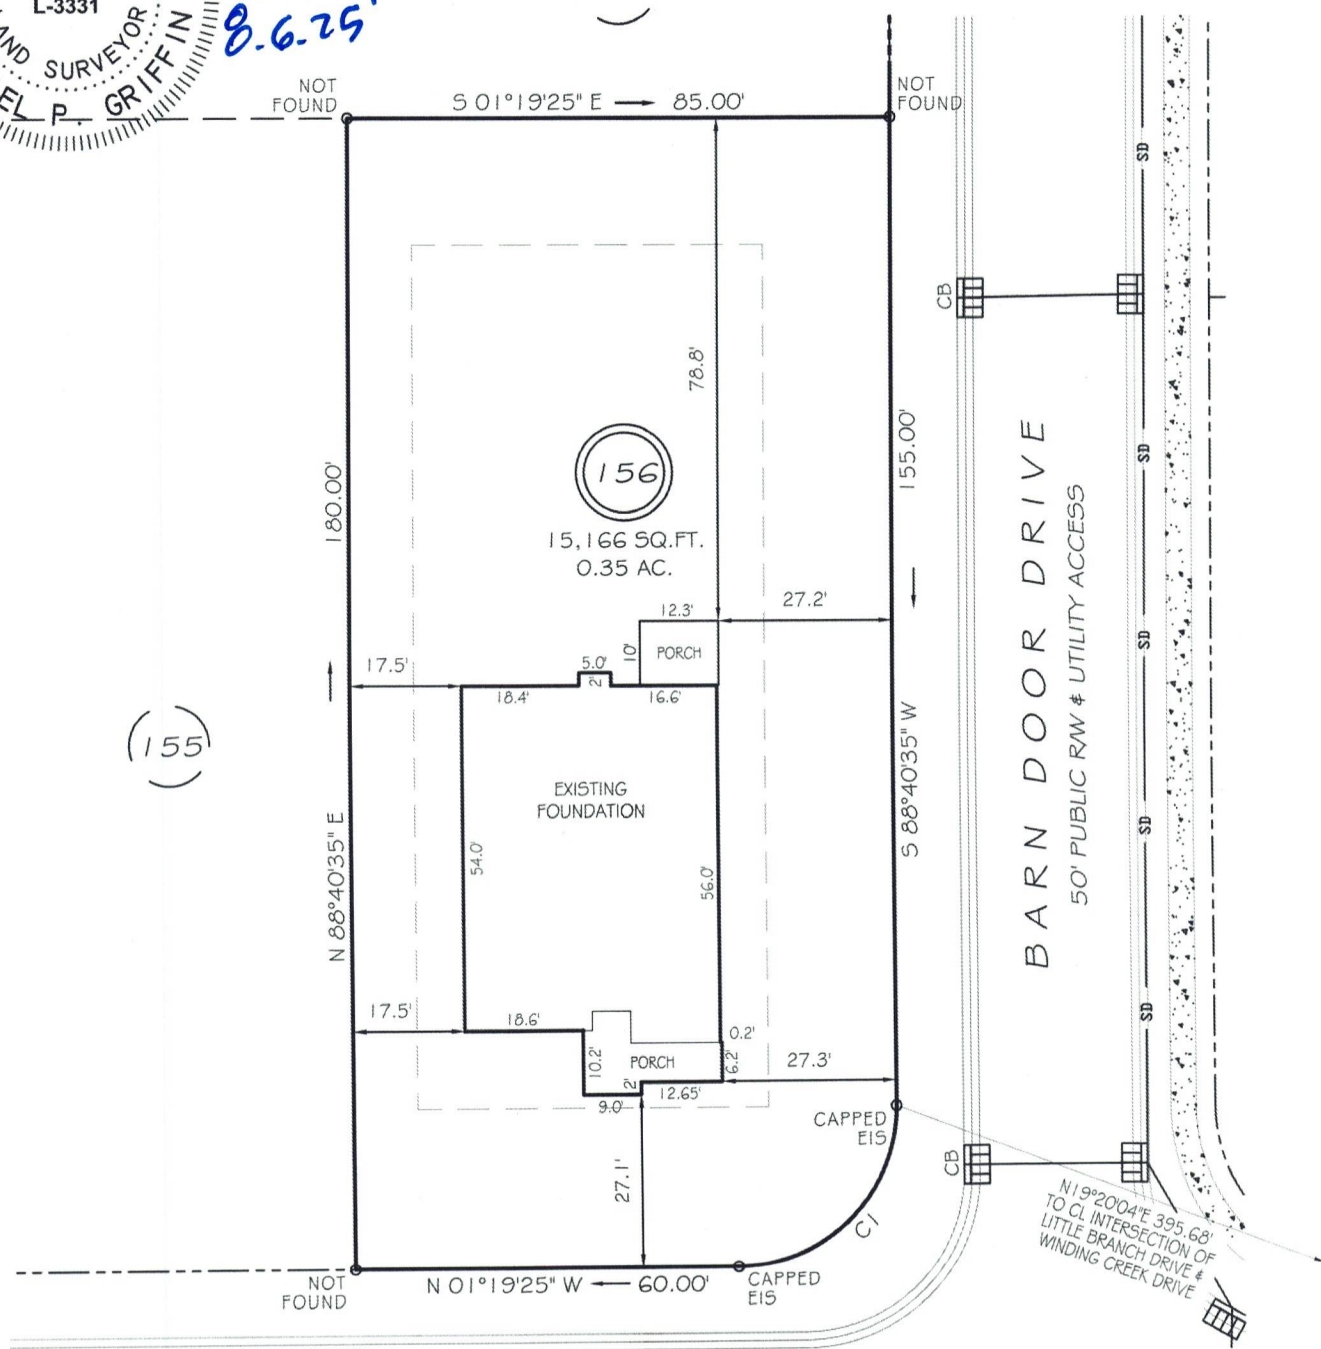 L-3331
AND SURVEYOR
EL P. GRIFFIN
8.6.25
NOT
FOUND
S 01°19'25" E 85.00'
NOT
FOUND
SD
CB
78.8'
180.00'
155.00'
SD
156
15,166 SQ.FT.
0.35 AC.
BARN DOOR DRIVE
50' PUBLIC R/W & UTILITY ACCESS
12.3'
27.2'
10'
PORCH
SD
17.5'
5.0'
2'
18.4'
16.6'
155
S 88°40'35" W
EXISTING
FOUNDATION
SD
N 88°40'35" E
54.0'
56.0'
17.5'
18.6'
0.2'
SD
10.2'
PORCH
6.2'
27.3'
2'
12.65'
9.0'
CAPPED
EIS
CB
27.1'
C1
N19°20'04"E 395.68'
TO CL INTERSECTION OF
LITTLE BRANCH DRIVE &
WINDING CREEK DRIVE
NOT
FOUND
N 01°19'25" W 60.00'
CAPPED
EIS